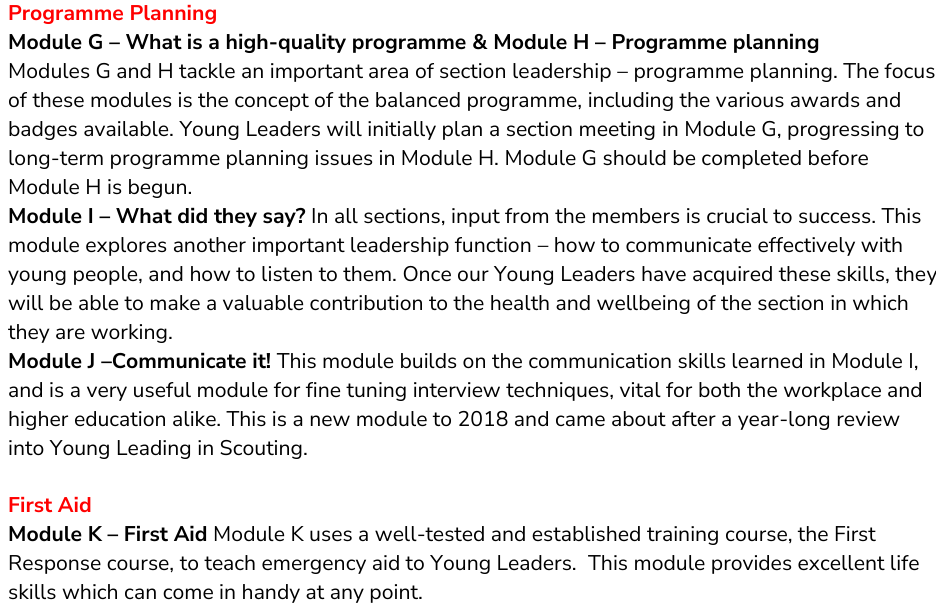 Programme Planning
Module G – What is a high-quality programme & Module H – Programme planning
Modules G and H tackle an important area of section leadership – programme planning. The focus
of these modules is the concept of the balanced programme, including the various awards and
badges available. Young Leaders will initially plan a section meeting in Module G, progressing to
long-term programme planning issues in Module H. Module G should be completed before
Module H is begun.
Module I – What did they say? In all sections, input from the members is crucial to success. This
module explores another important leadership function – how to communicate effectively with
young people, and how to listen to them. Once our Young Leaders have acquired these skills, they
will be able to make a valuable contribution to the health and wellbeing of the section in which
they are working.
Module J –Communicate it! This module builds on the communication skills learned in Module I,
and is a very useful module for fine tuning interview techniques, vital for both the workplace and
higher education alike. This is a new module to 2018 and came about after a year-long review
into Young Leading in Scouting.
First Aid
Module K – First Aid Module K uses a well-tested and established training course, the First
Response course, to teach emergency aid to Young Leaders.  This module provides excellent life
skills which can come in handy at any point.